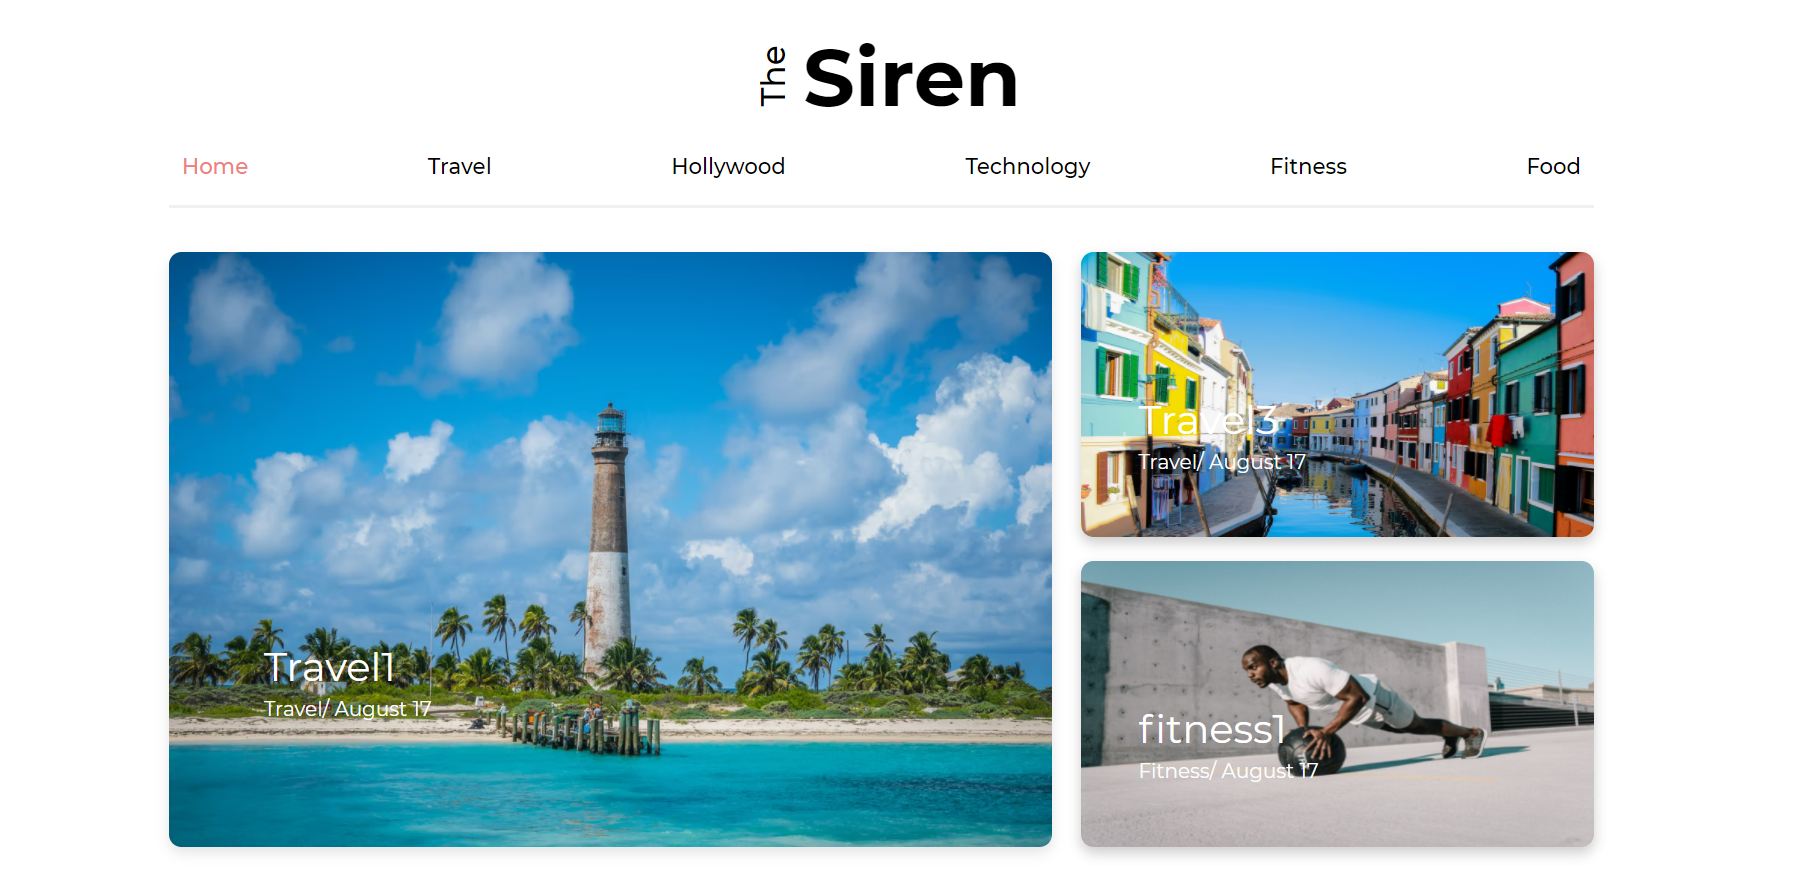 The Siren
Home Travel Hollywood Technology Fitness Food
Travel1
Travel/ August 17
Travel3
Travel/ August 17
fitness1
Fitness/ August 17